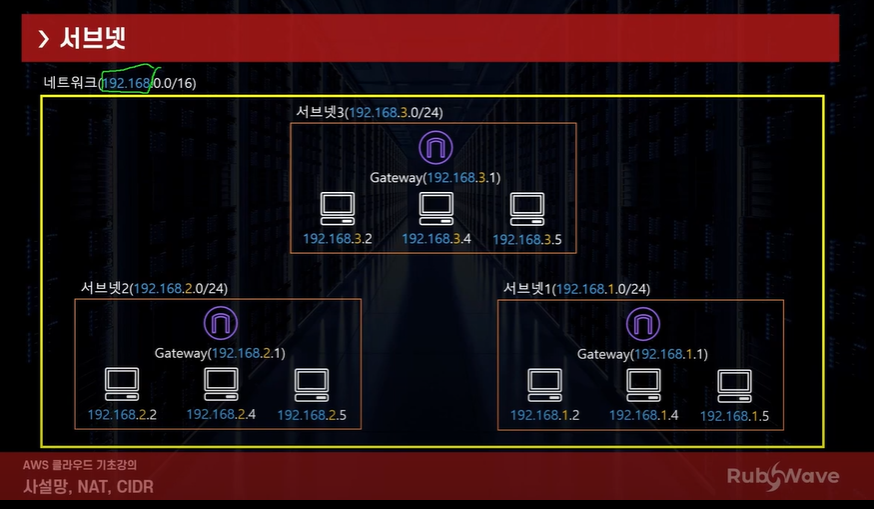 ❯ 서브넷
네트워크(192.168.0.0/16)
서브넷3(192.168.3.0/24)
Gateway(192.168.3.1)
192.168.3.2 192.168.3.4 192.168.3.5
서브넷2(192.168.2.0/24)
Gateway(192.168.2.1)
192.168.2.2 192.168.2.4 192.168.2.5
서브넷1(192.168.1.0/24)
Gateway(192.168.1.1)
192.168.1.2 192.168.1.4 192.168.1.5
AWS 클라우드 기초강의
사설망, NAT, CIDR
Rub Wave